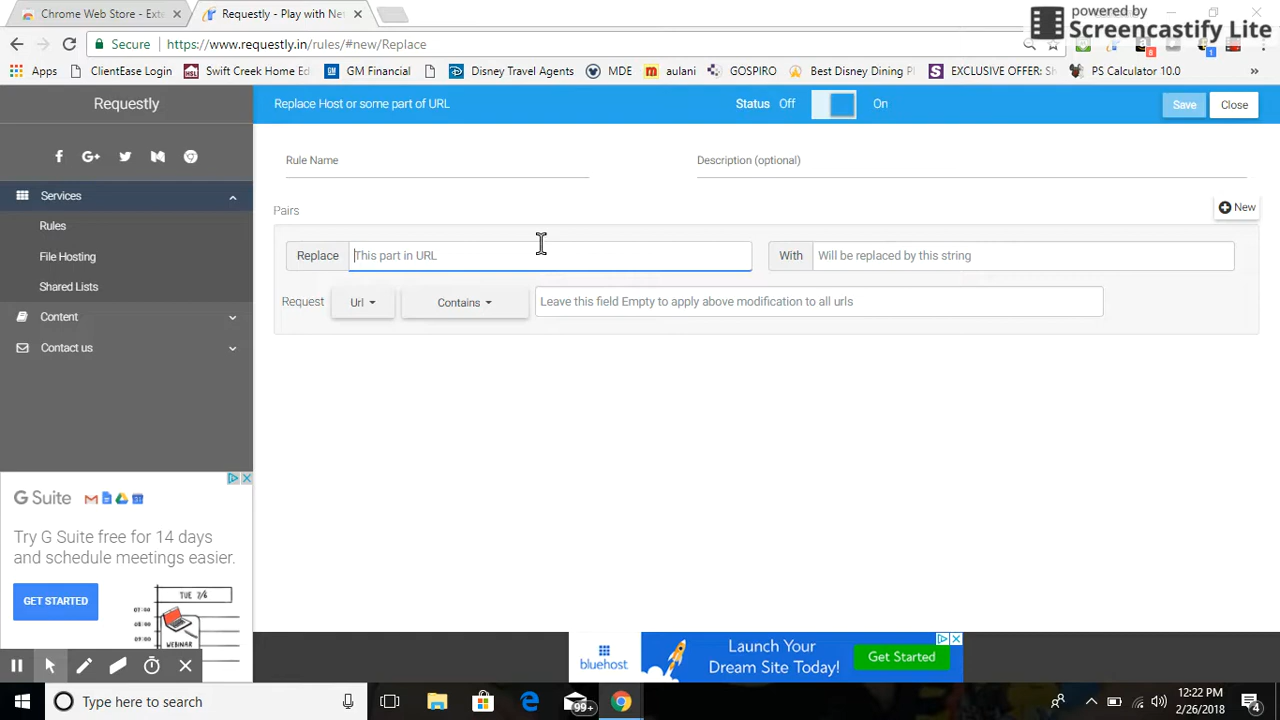 Chrome Web Store - Exte
Requestly - Play with Net
powered by
Screencastify Lite
Secure
https://www.requestly.in/rules/#new/Replace
Apps
ClientEase Login
Swift Creek Home Ed
GM Financial
Disney Travel Agents
MDE
aulani
GOSPIRO
Best Disney Dining Pl
EXCLUSIVE OFFER: Sh
PS Calculator 10.0
Requestly
Replace Host or some part of URL
Status Off On
Save
Close
Rule Name
Description (optional)
Services
Rules
File Hosting
Shared Lists
Content
Contact us
Pairs
New
Replace
This part in URL
With
Will be replaced by this string
Request
Url
Contains
Leave this field Empty to apply above modification to all urls
G Suite
Try G Suite free for 14 days
and schedule meetings easier.
GET STARTED
TUE 2/6
WEBINAR
bluehost
Launch Your
Dream Site Today!
Get Started
Type here to search
99+
12:22 PM
2/26/2018
4